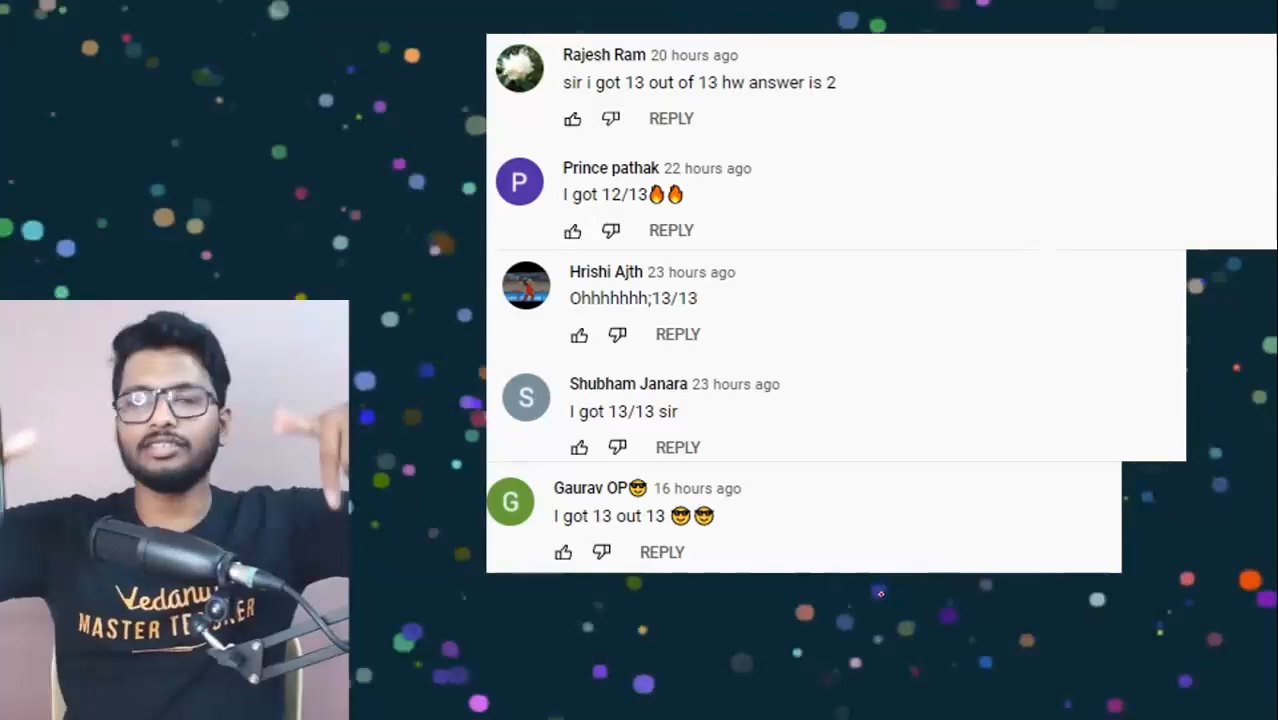 Rajesh Ram 20 hours ago
sir i got 13 out of 13 hw answer is 2
REPLY
P
Prince pathak 22 hours ago
I got 12/13🔥🔥
REPLY
Hrishi Ajth 23 hours ago
Ohhhhhhh;13/13
REPLY
S
Shubham Janara 23 hours ago
I got 13/13 sir
REPLY
G
Gaurav OP😎 16 hours ago
I got 13 out 13 😎😎
REPLY
MASTER